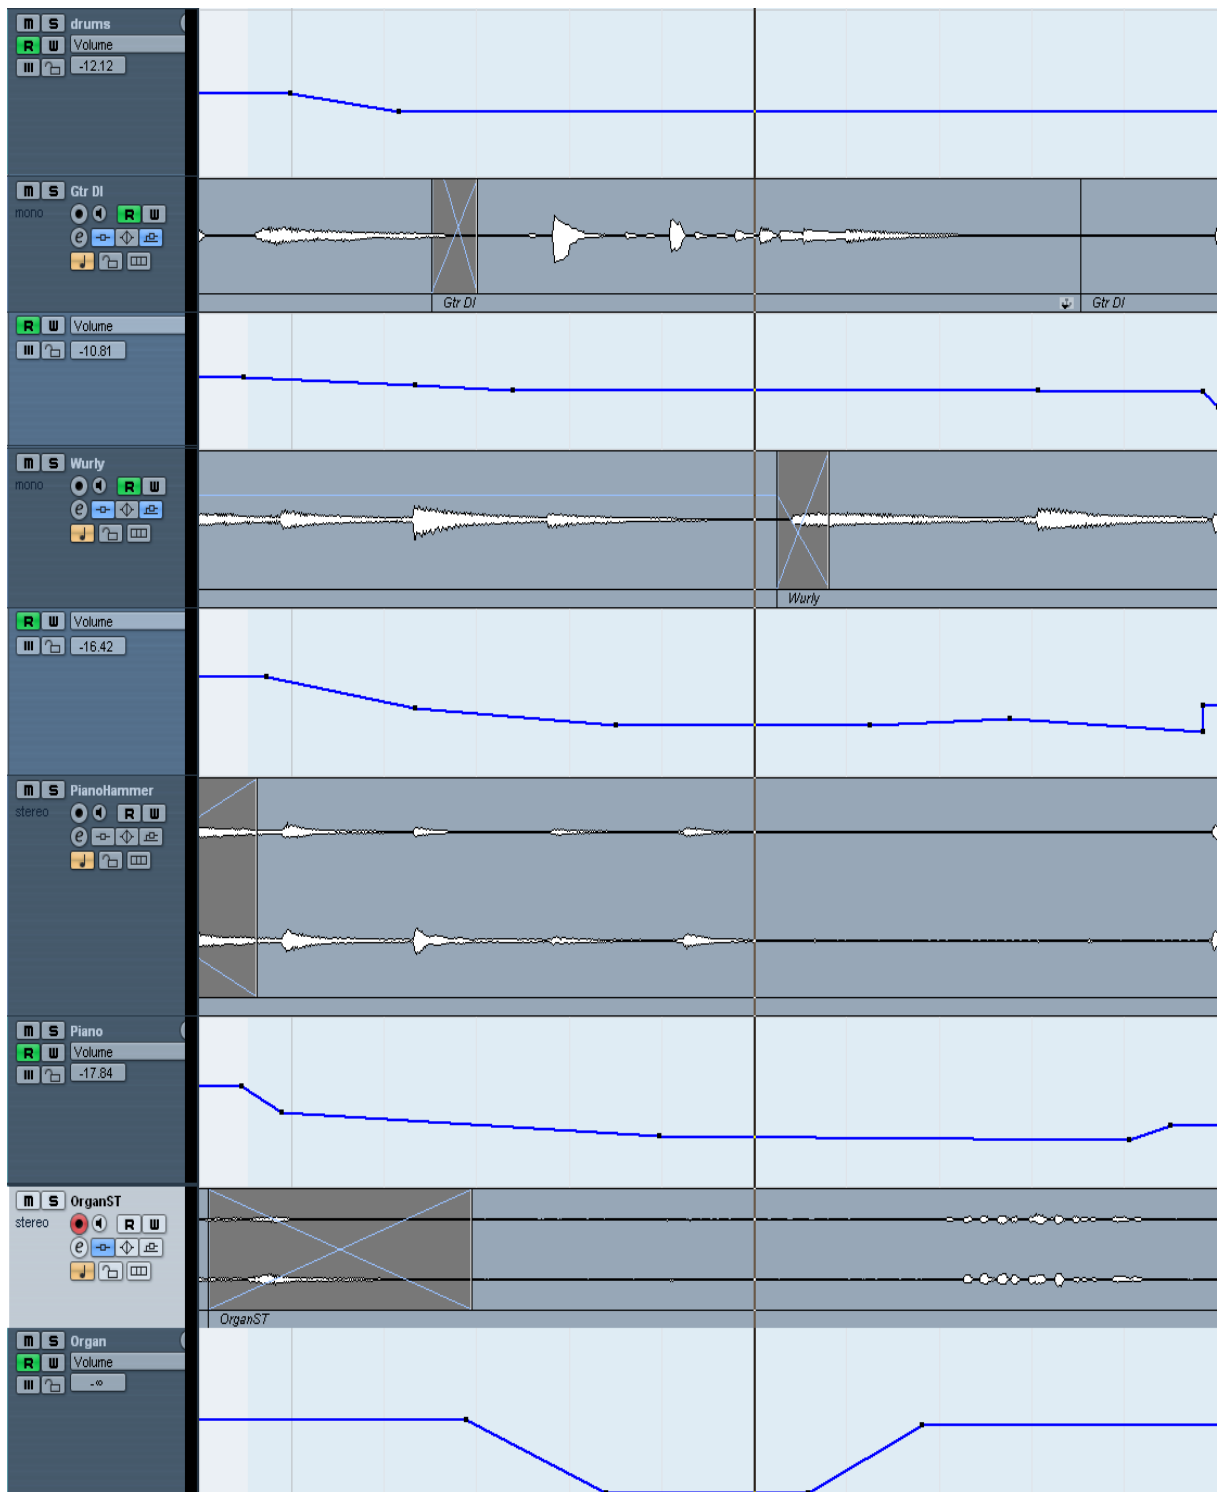 M S drums
R W Volume
-12.12
M S Gtr DI
mono R W
e
Gtr DI Gtr DI
R W Volume
-10.81
M S Wurly
mono R W
e
Wurly
R W Volume
-16.42
M S PianoHammer
stereo R W
e
M S Piano
R W Volume
-17.84
M S OrganST
stereo R W
e
OrganST
M S Organ
R W Volume
-∞